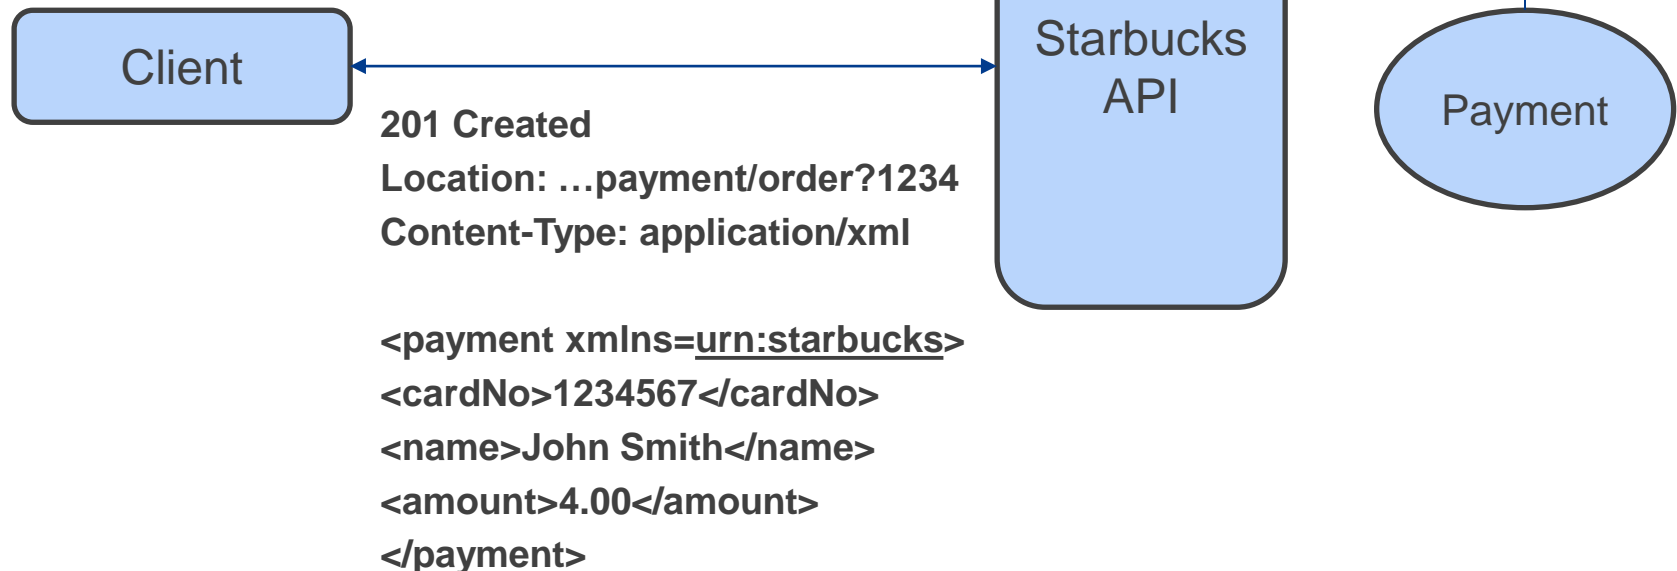 Client
Starbucks
API
Payment
201 Created
Location: …payment/order?1234
Content-Type: application/xml
<payment xmlns=urn:starbucks>
<cardNo>1234567</cardNo>
<name>John Smith</name>
<amount>4.00</amount>
</payment>